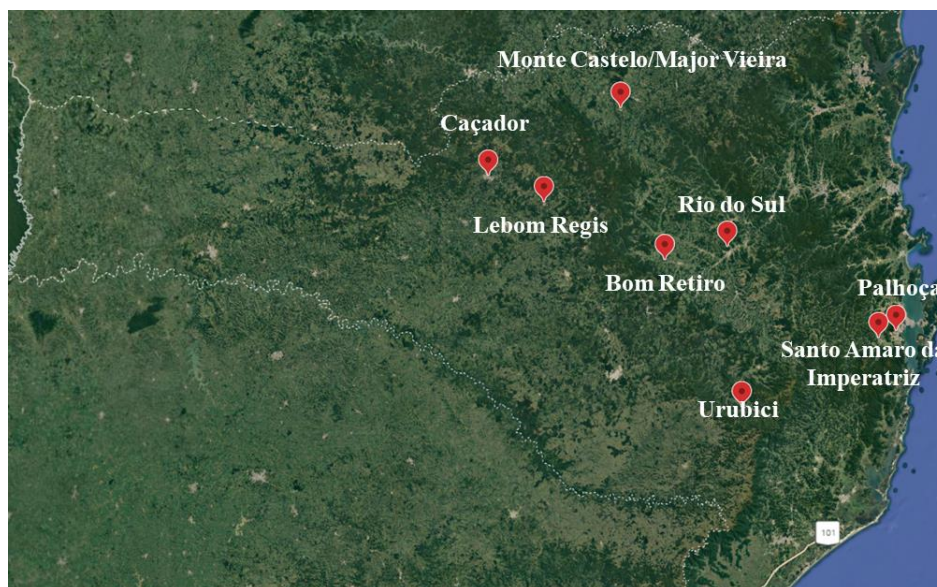 Monte Castelo/Major Vieira
Caçador
Lebom Regis
Rio do Sul
Bom Retiro
Palhoça
Santo Amaro da
Imperatriz
Urubici
101